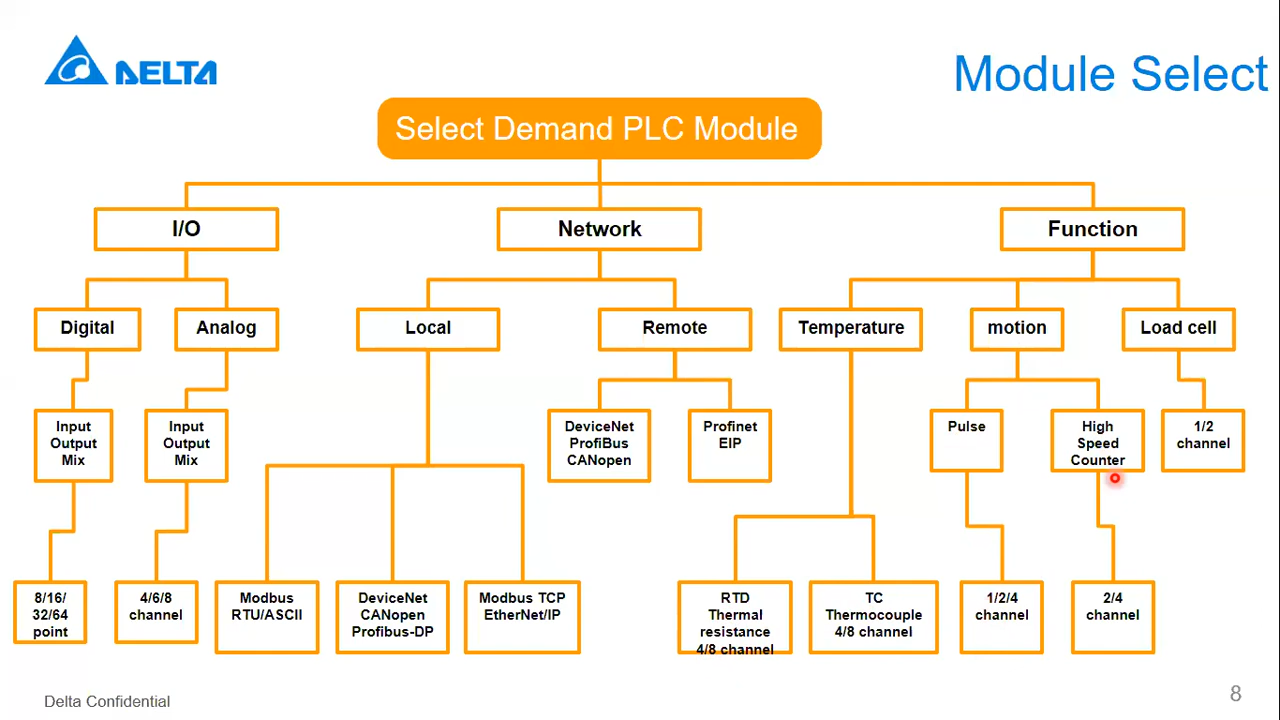 DELTA
Module Select
Select Demand PLC Module
I/O
Network
Function
Digital
Analog
Local
Remote
Temperature
motion
Load cell
Input
Output
Mix
Input
Output
Mix
DeviceNet
ProfiBus
CANopen
Profinet
EIP
Pulse
High
Speed
Counter
1/2
channel
8/16/
32/64
point
4/6/8
channel
Modbus
RTU/ASCII
DeviceNet
CANopen
Profibus-DP
Modbus TCP
EtherNet/IP
RTD
Thermal
resistance
4/8 channel
TC
Thermocouple
4/8 channel
1/2/4
channel
2/4
channel
Delta Confidential
8